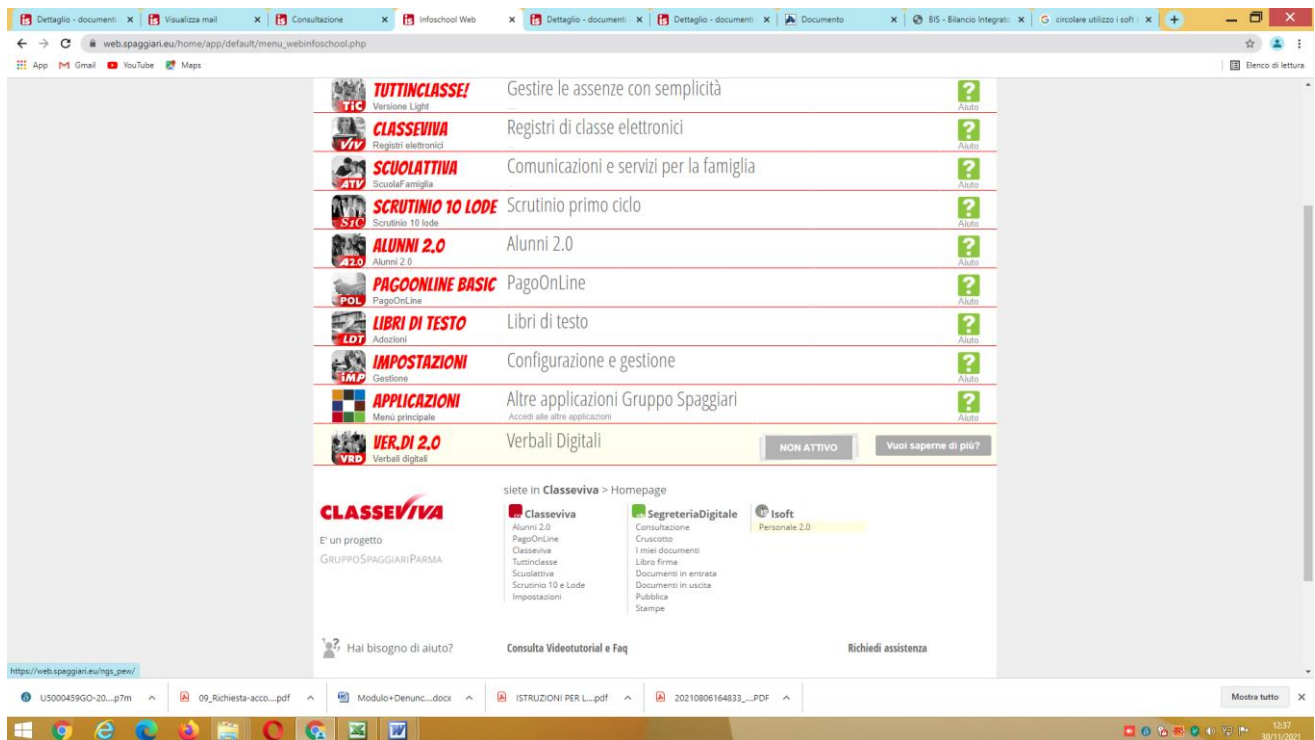 Dettaglio - documenti
Visualizza mail
Consultazione
Infoschool Web
Dettaglio - documenti
Dettaglio - documenti
Documento
BIS - Bilancio Integrato
circolare utilizzo i soft
web.spaggiari.eu/home/app/default/menu_webinfoschool.php
App
Gmail
YouTube
Maps
Elenco di lettura
TiC
TUTTINCLASSE!
Versione Light
Gestire le assenze con semplicità
Aiuto
ViV
CLASSEVIVA
Registri elettronici
Registri di classe elettronici
Aiuto
ATV
SCUOLATTIVA
ScuolaFamiglia
Comunicazioni e servizi per la famiglia
Aiuto
S1C
SCRUTINIO 10 LODE
Scrutinio 10 lode
Scrutinio primo ciclo
Aiuto
A2.0
ALUNNI 2.0
Alunni 2.0
Alunni 2.0
Aiuto
POL
PAGOONLINE BASIC
PagoOnLine
PagoOnLine
Aiuto
LDT
LIBRI DI TESTO
Adozioni
Libri di testo
Aiuto
iMP
IMPOSTAZIONI
Gestione
Configurazione e gestione
Aiuto
APPLICAZIONI
Menù principale
Altre applicazioni Gruppo Spaggiari
Accedi alle altre applicazioni
Aiuto
VRD
VER.DI 2.0
Verbali digitali
Verbali Digitali
NON ATTIVO
Vuoi saperne di più?
CLASSEVIVA
E' un progetto
GRUPPOSPAGGIARIPARMA
siete in Classeviva > Homepage
Classeviva
Alunni 2.0
PagoOnLine
Classeviva
Tuttinclasse
Scuolattiva
Scrutinio 10 e Lode
Impostazioni
SegreteriaDigitale
Consultazione
Cruscotto
I miei documenti
Libro firma
Documenti in entrata
Documenti in uscita
Pubblica
Stampe
Isoft
Personale 2.0
Hai bisogno di aiuto?
Consulta Videotutorial e Faq
Richiedi assistenza
https://web.spaggiari.eu/ngs_pew/
U5000459GO-20....p7m
09_Richiesta-acco....pdf
Modulo+Denunc....docx
ISTRUZIONI PER L....pdf
20210806164833_....PDF
Mostra tutto
12:37
30/11/2021